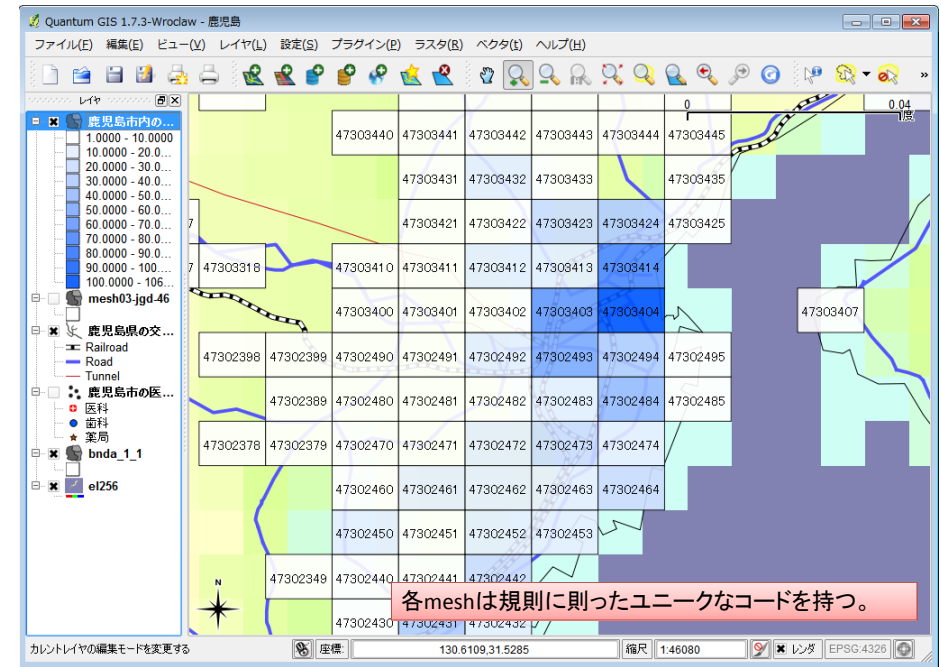 Quantum GIS 1.7.3-Wroclaw - 鹿児島
ファイル(F) 編集(E) ビュー(V) レイヤ(L) 設定(S) プラグイン(P) ラスタ(R) ベクタ(t) ヘルプ(H)
»
レイヤ
鹿児島市内の...
1.0000 - 10.0000
10.0000 - 20.0...
20.0000 - 30.0...
30.0000 - 40.0...
40.0000 - 50.0...
50.0000 - 60.0...
60.0000 - 70.0...
70.0000 - 80.0...
80.0000 - 90.0...
90.0000 - 100....
100.0000 - 106...
mesh03-jgd-46
鹿児島県の交...
Railroad
Road
Tunnel
鹿児島市の医...
医科
歯科
薬局
bnda_1_1
el256
0 0.04
度
47303440 47303441 47303442 47303443 47303444 47303445
47303431 47303432 47303433 47303435
7 47303421 47303422 47303423 47303424 47303425
7 47303318 47303410 47303411 47303412 47303413 47303414
47303400 47303401 47303402 47303403 47303404 47303407
47302398 47302399 47302490 47302491 47302492 47302493 47302494 47302495
47302389 47302480 47302481 47302482 47302483 47302484 47302485
47302378 47302379 47302470 47302471 47302472 47302473 47302474
47302460 47302461 47302462 47302463 47302464
47302450 47302451 47302452 47302453
47302349 47302440 47302441 47302442
N
各meshは規則に則ったユニークなコードを持つ。
47302430 47302431 47302432
カレントレイヤの編集モードを変更する 座標: 130.6109,31.5285 縮尺 1:46080 レンダ EPSG:4326